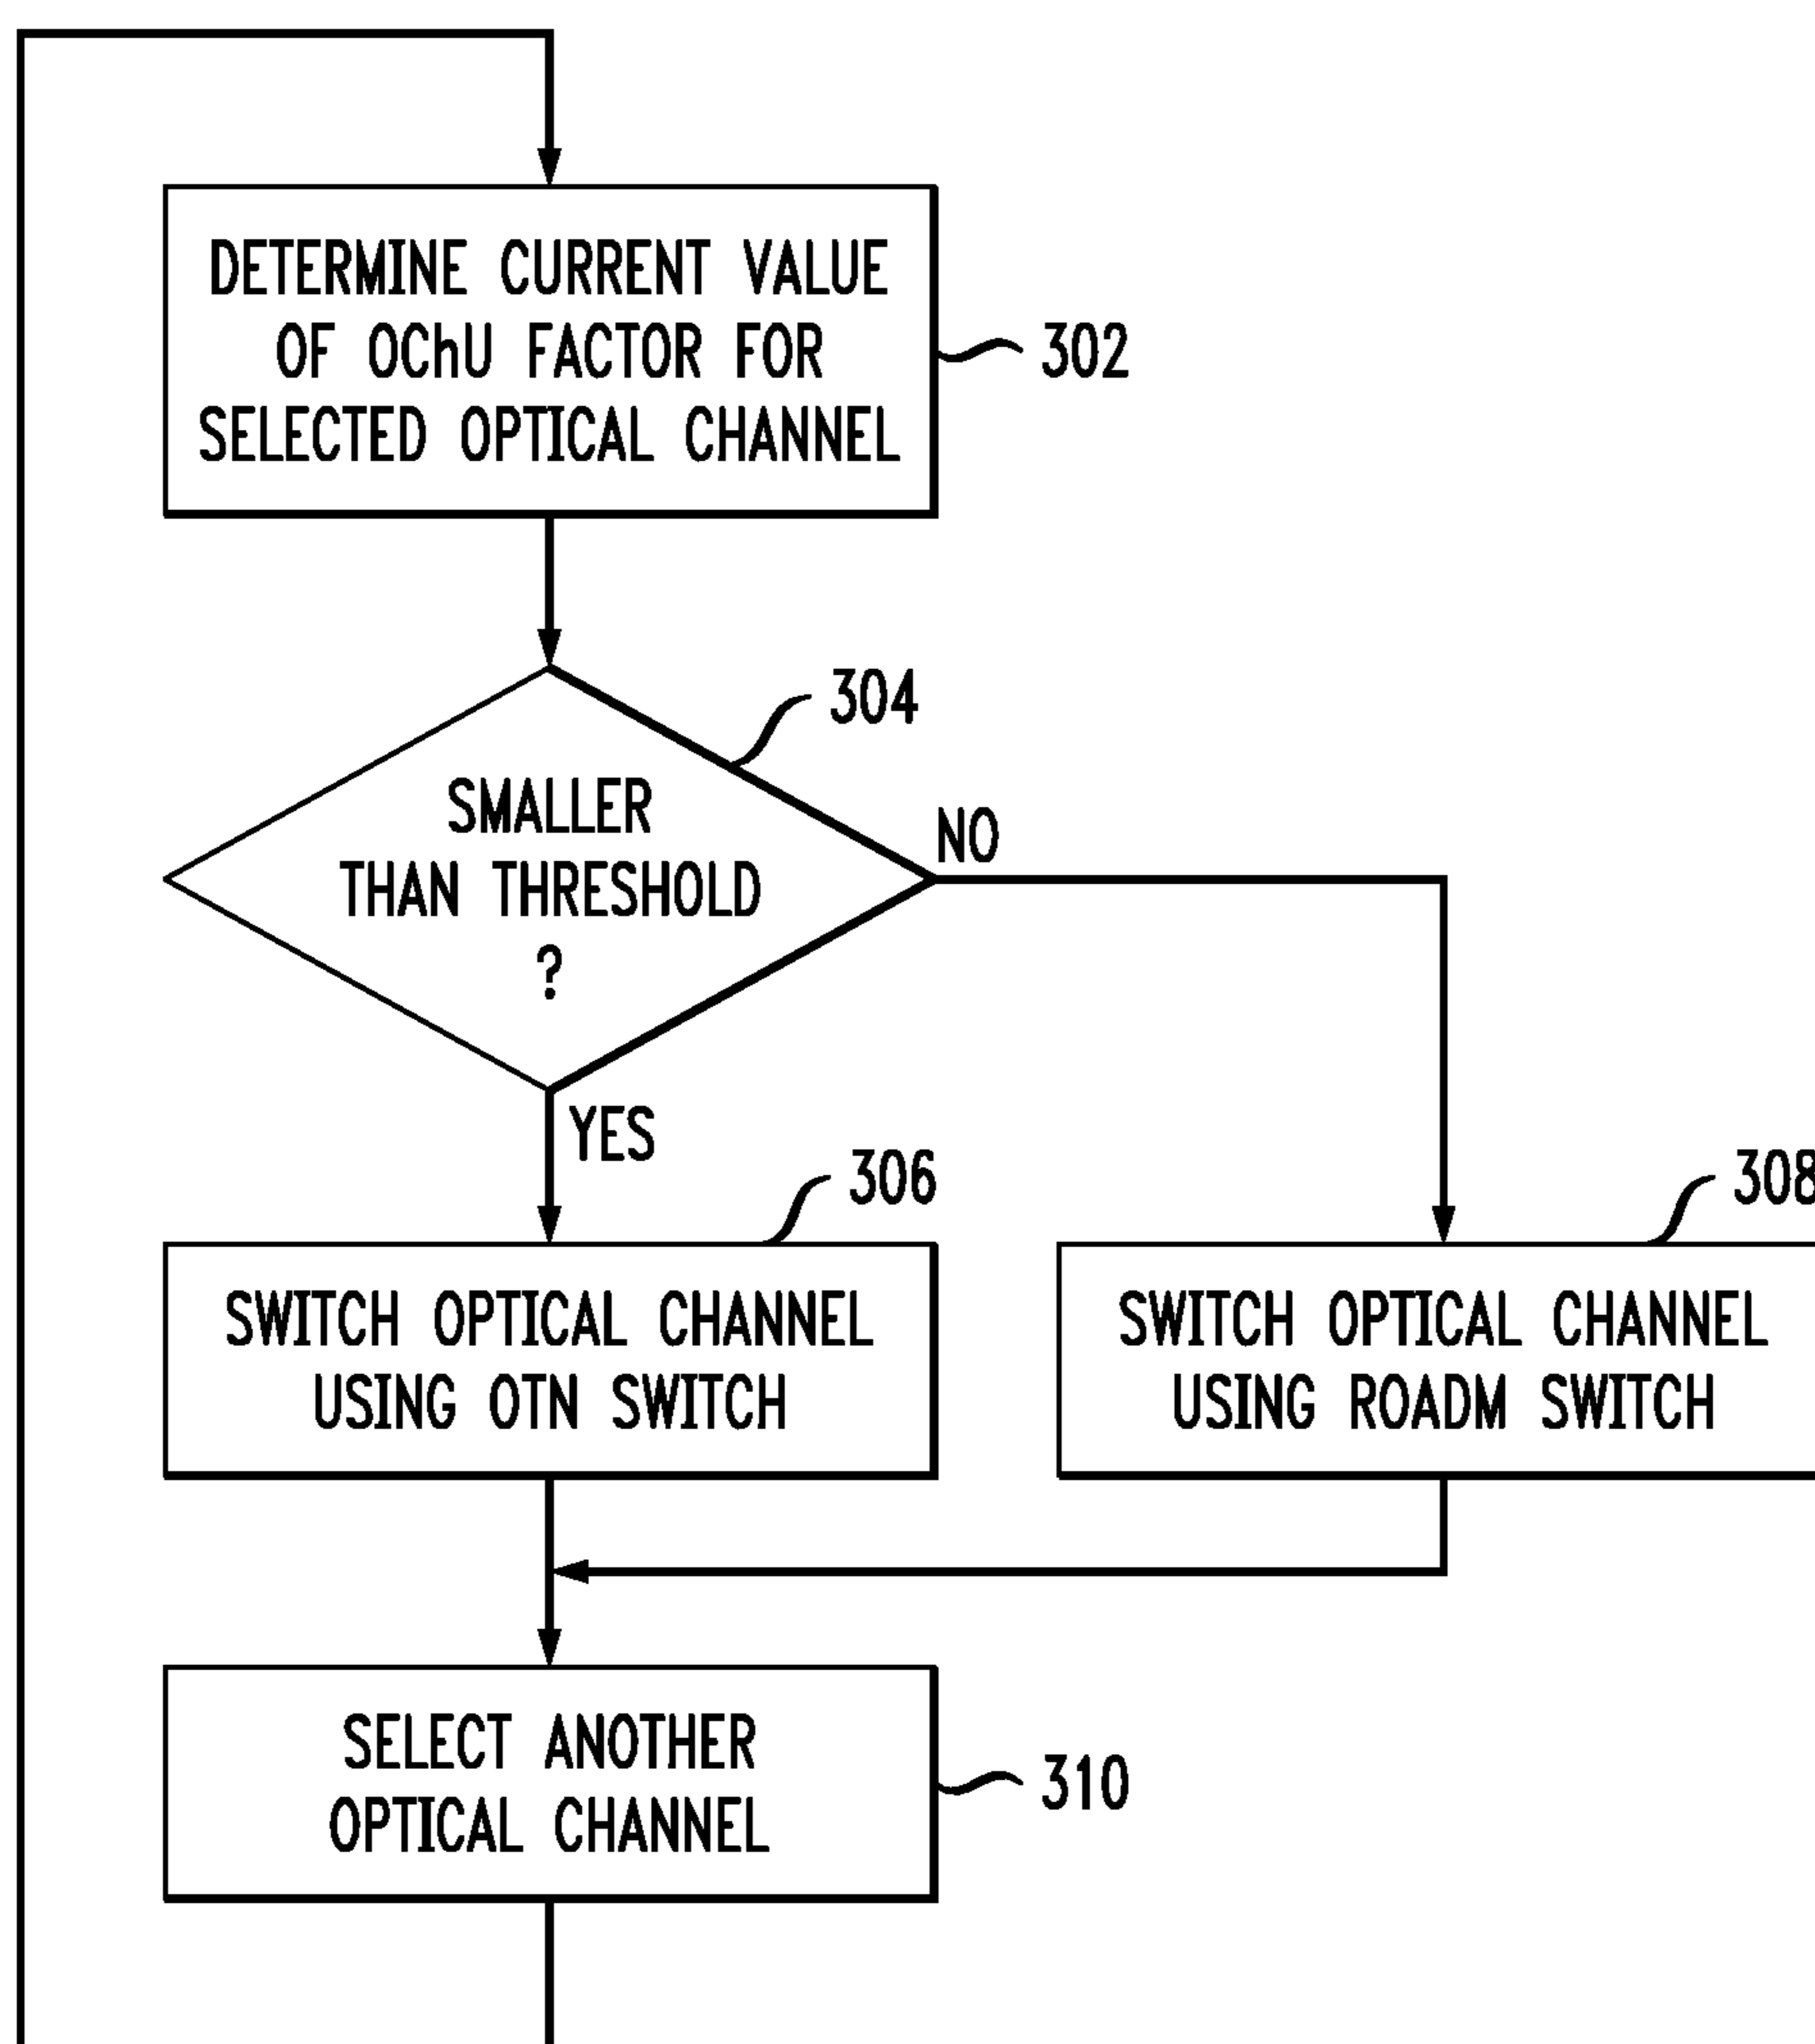 DETERMINE CURRENT VALUE
OF OChU FACTOR FOR
SELECTED OPTICAL CHANNEL
302
304
SMALLER
THAN THRESHOLD
?
NO
YES
306
308
SWITCH OPTICAL CHANNEL
USING OTN SWITCH
SWITCH OPTICAL CHANNEL
USING ROADM SWITCH
SELECT ANOTHER
OPTICAL CHANNEL
310